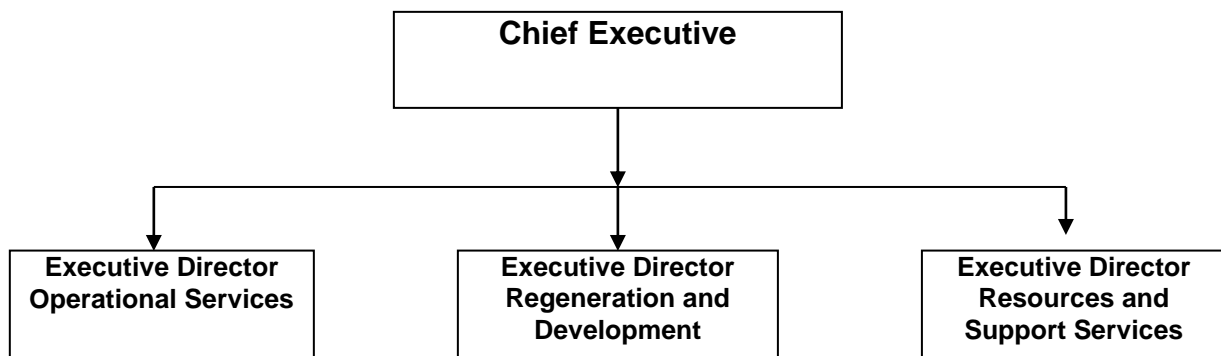 Chief Executive
Executive Director
Operational Services
Executive Director
Regeneration and
Development
Executive Director
Resources and
Support Services